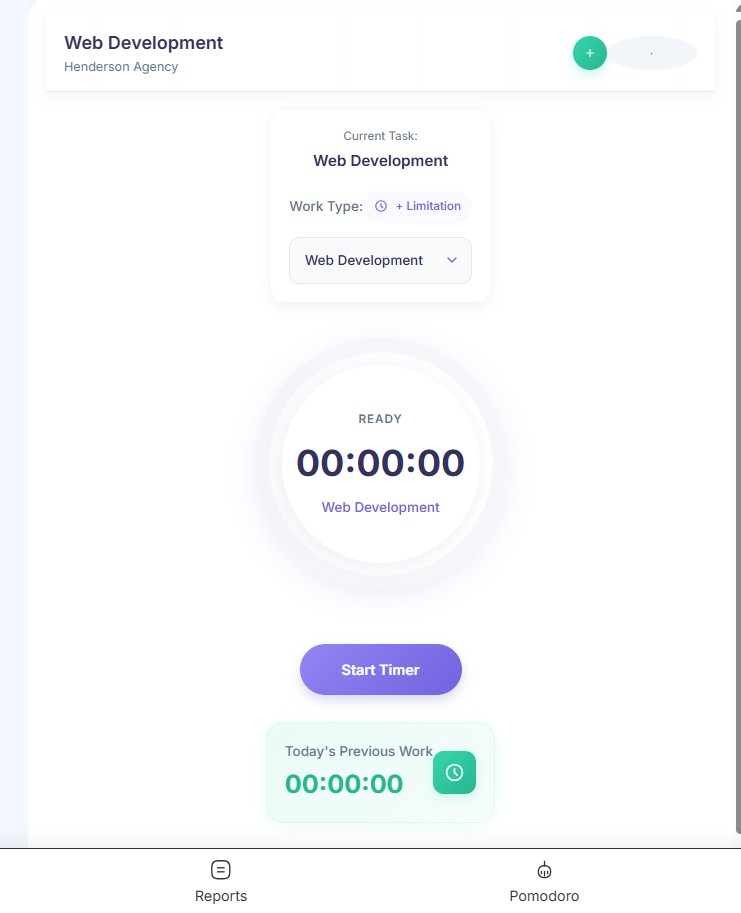 Web Development
Henderson Agency
+
Current Task:
Web Development
Work Type: + Limitation
Web Development
READY
00:00:00
Web Development
Start Timer
Today's Previous Work
00:00:00
Reports
Pomodoro